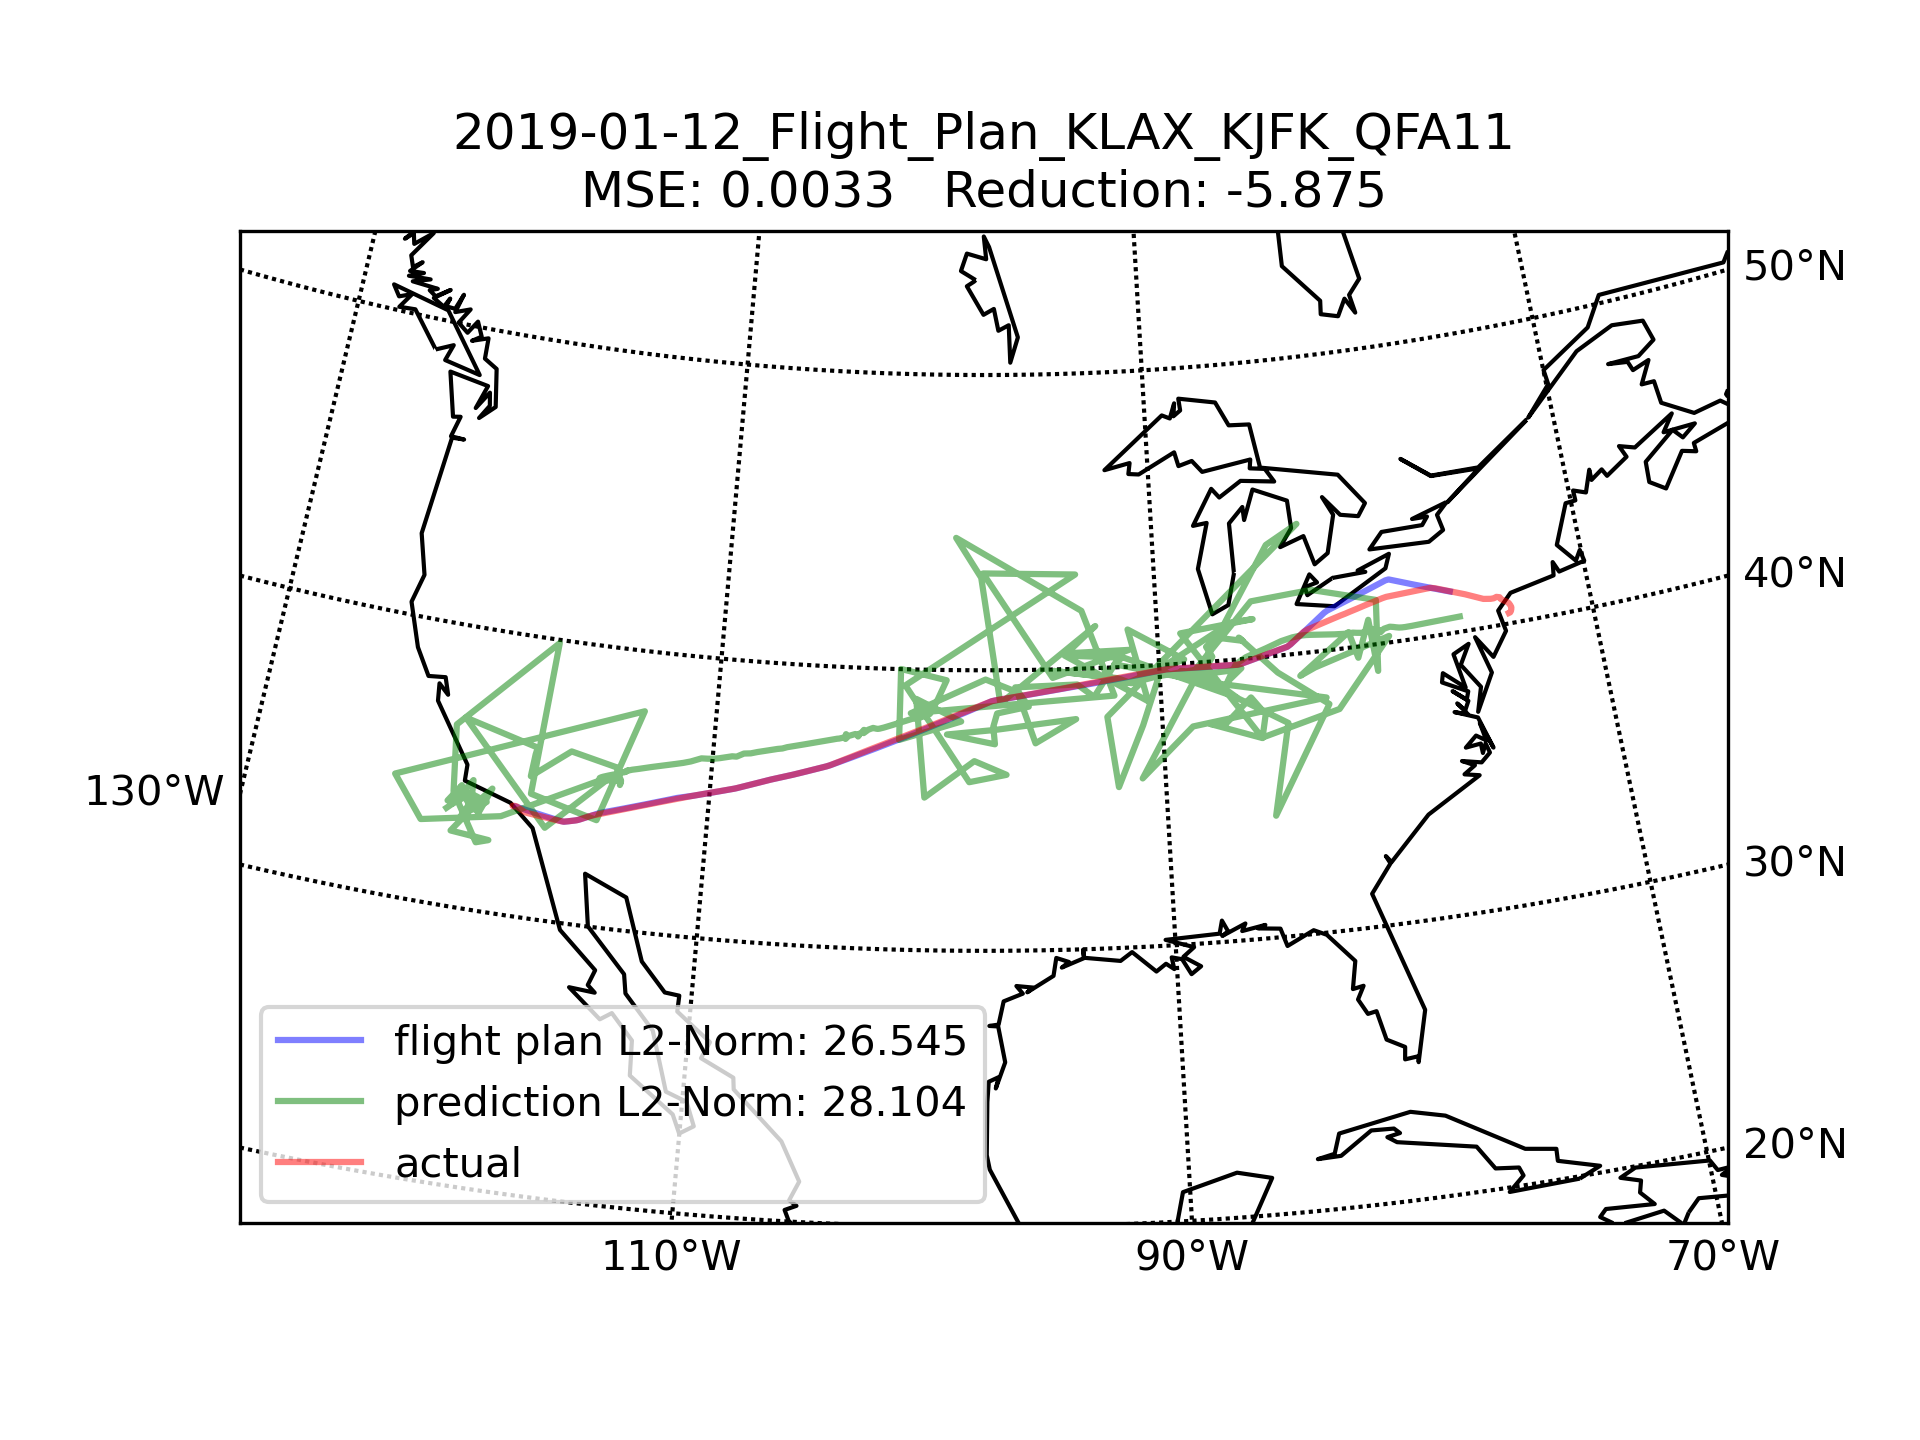 2019-01-12_Flight_Plan_KLAX_KJFK_QFA11
MSE: 0.0033   Reduction: -5.875
50°N
40°N
130°W
30°N
flight plan L2-Norm: 26.545
prediction L2-Norm: 28.104
20°N
actual
110°W
90°W
70°W